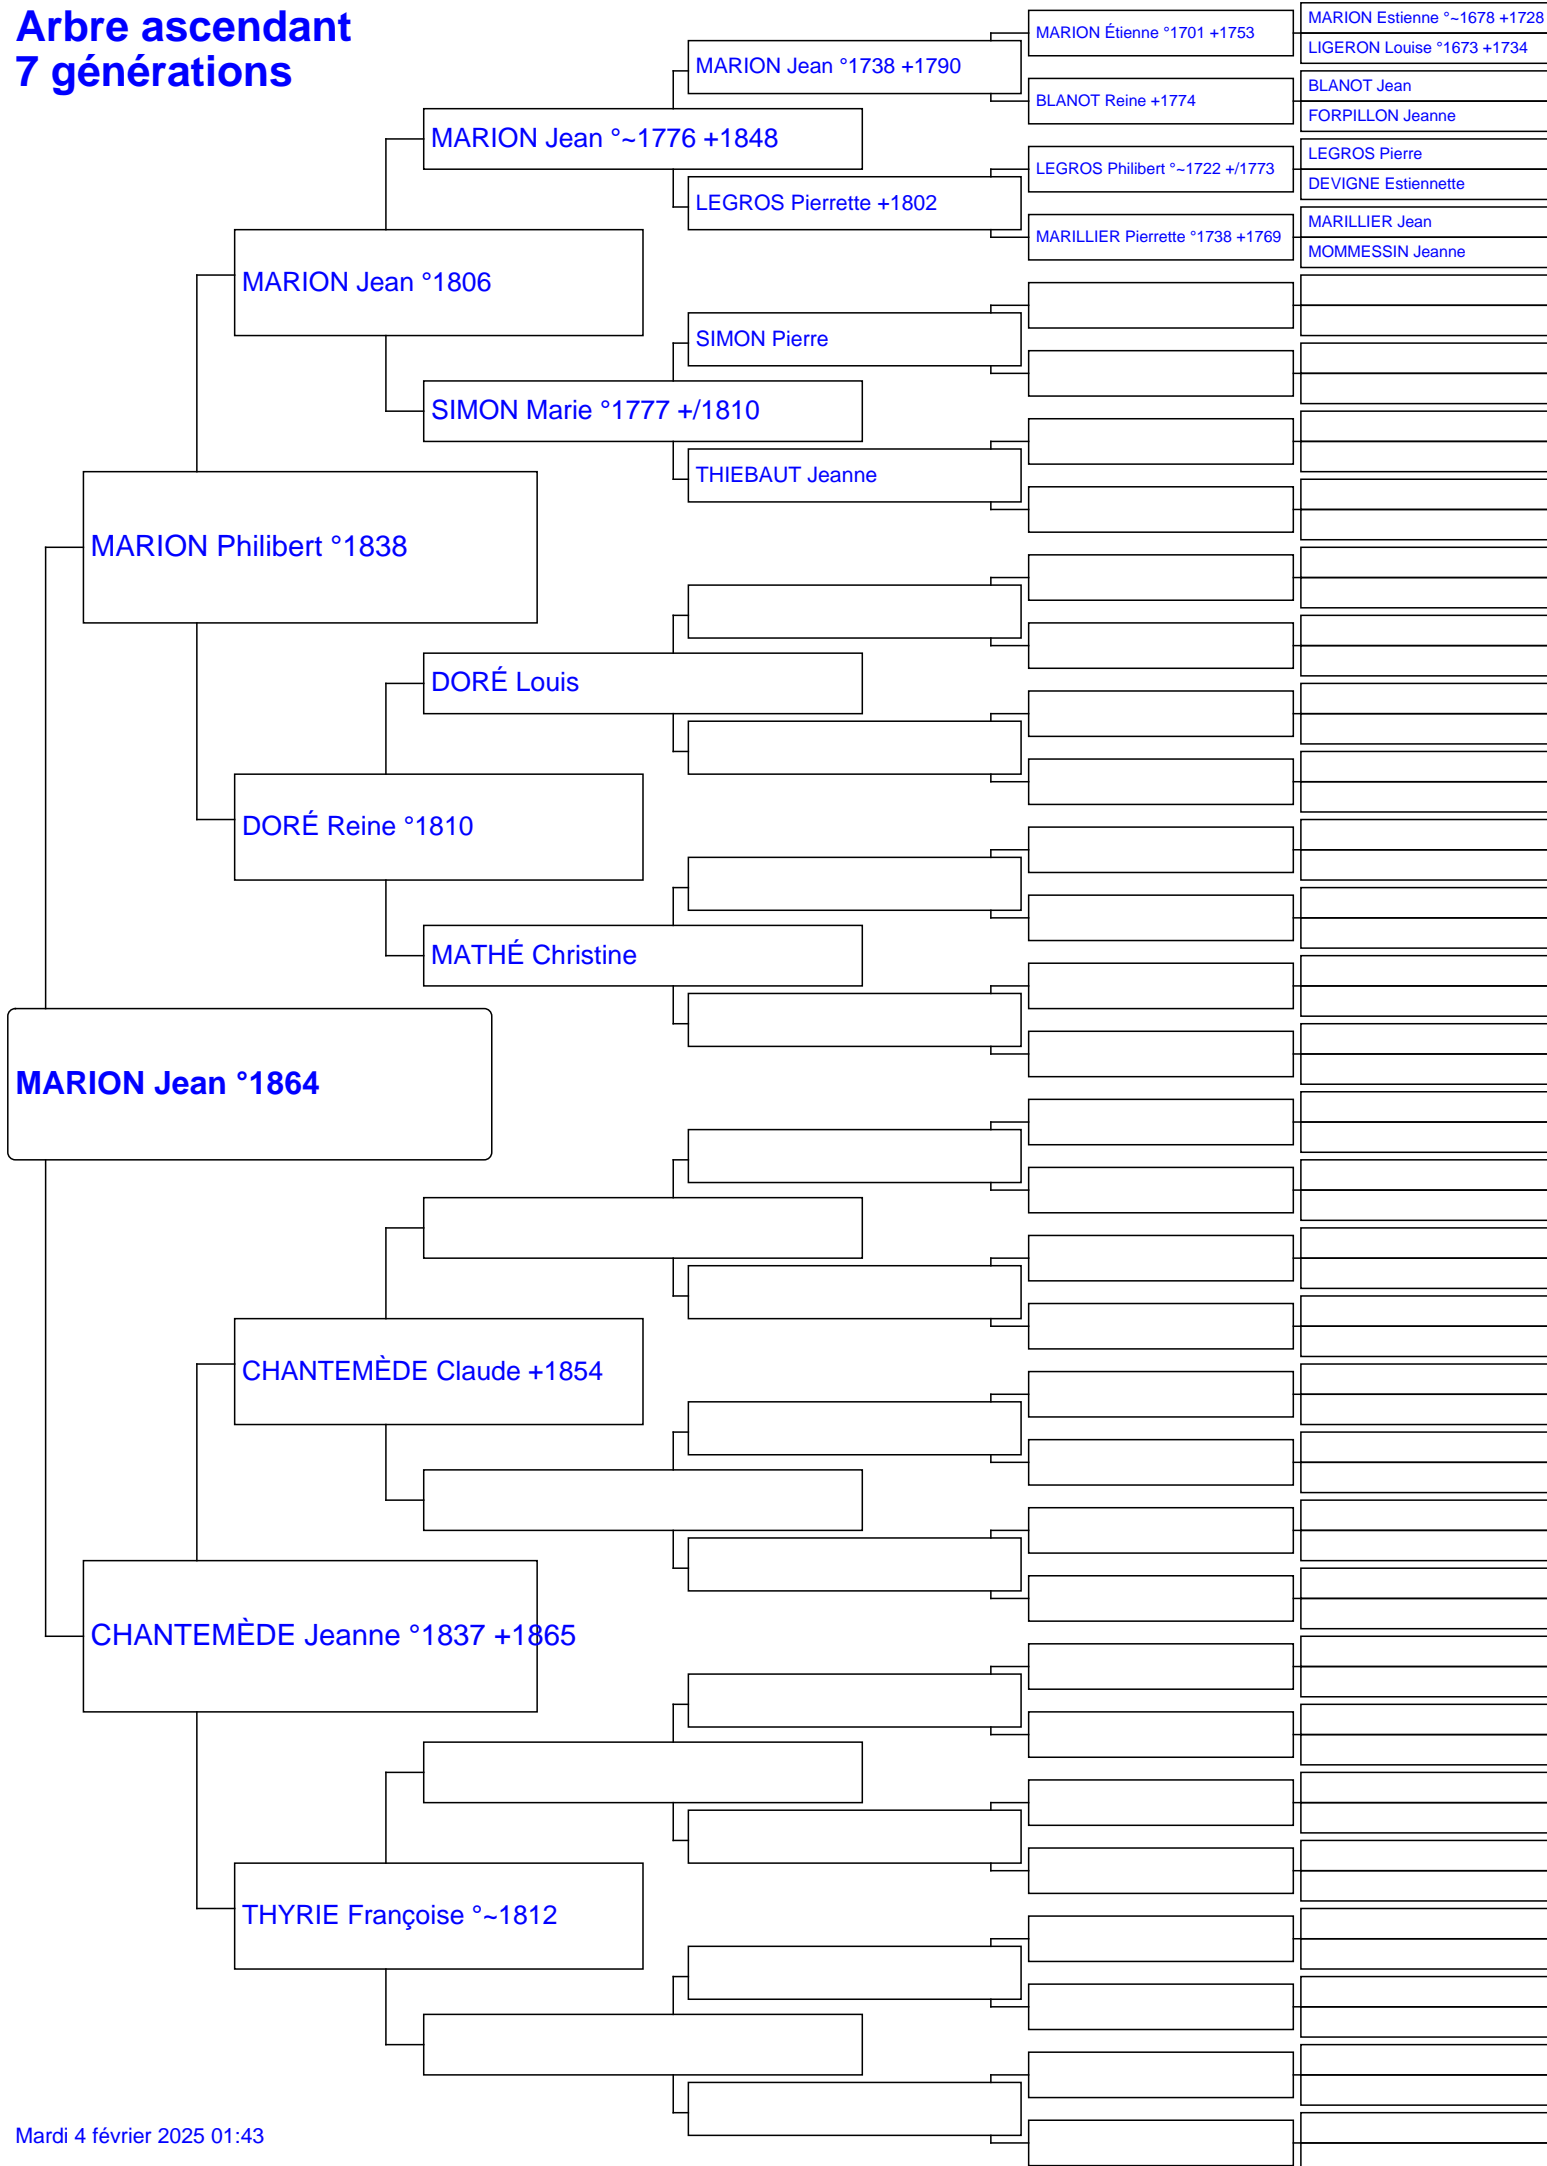 Arbre ascendant
7 générations
MARION Estienne °~1678 +1728
MARION Étienne °1701 +1753
LIGERON Louise °1673 +1734
MARION Jean °1738 +1790
BLANOT Jean
BLANOT Reine +1774
FORPILLON Jeanne
MARION Jean °~1776 +1848
LEGROS Pierre
LEGROS Philibert °~1722 +/1773
DEVIGNE Estiennette
LEGROS Pierrette +1802
MARILLIER Jean
MARILLIER Pierrette °1738 +1769
MOMMESSIN Jeanne
MARION Jean °1806
SIMON Pierre
SIMON Marie °1777 +/1810
THIEBAUT Jeanne
MARION Philibert °1838
DORÉ Louis
DORÉ Reine °1810
MATHÉ Christine
MARION Jean °1864
CHANTEMÈDE Claude +1854
CHANTEMÈDE Jeanne °1837 +1865
THYRIE Françoise °~1812
Mardi 4 février 2025 01:43